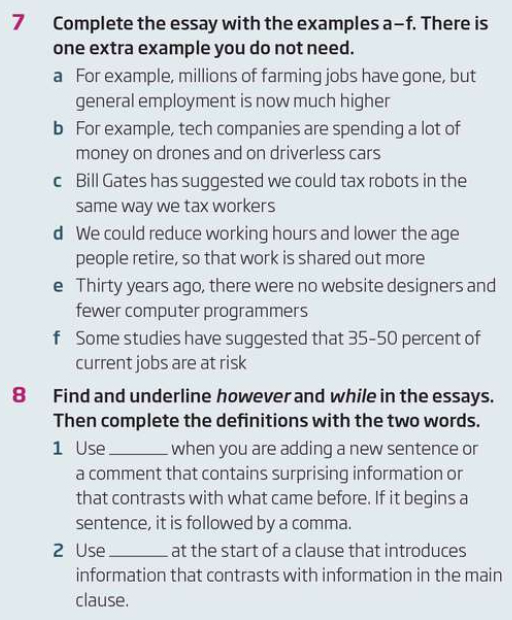 7 Complete the essay with the examples a–f. There is
one extra example you do not need.
a For example, millions of farming jobs have gone, but
general employment is now much higher
b For example, tech companies are spending a lot of
money on drones and on driverless cars
c Bill Gates has suggested we could tax robots in the
same way we tax workers
d We could reduce working hours and lower the age
people retire, so that work is shared out more
e Thirty years ago, there were no website designers and
fewer computer programmers
f Some studies have suggested that 35–50 percent of
current jobs are at risk
8 Find and underline however and while in the essays.
Then complete the definitions with the two words.
1 Use ______ when you are adding a new sentence or
a comment that contains surprising information or
that contrasts with what came before. If it begins a
sentence, it is followed by a comma.
2 Use ______ at the start of a clause that introduces
information that contrasts with information in the main
clause.